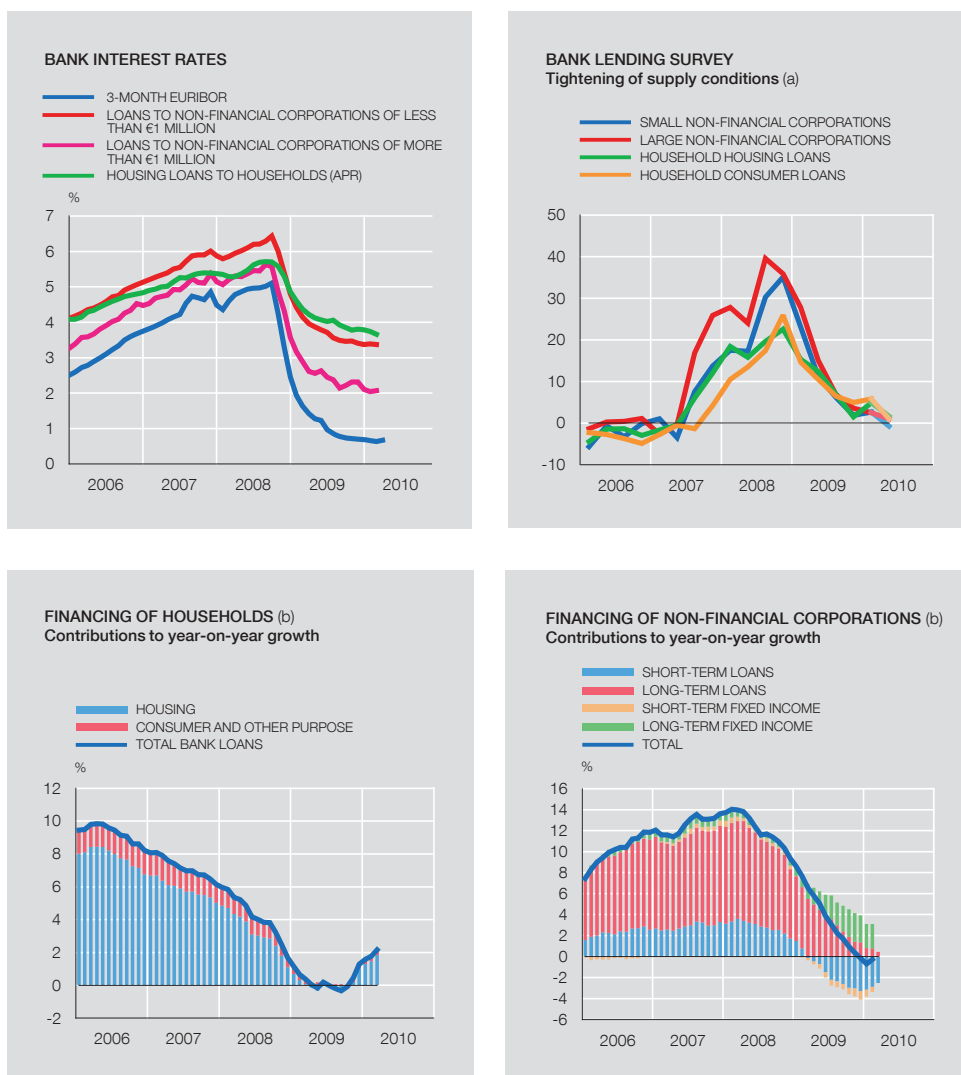 BANK INTEREST RATES
3-MONTH EURIBOR
LOANS TO NON-FINANCIAL CORPORATIONS OF LESS
THAN €1 MILLION
LOANS TO NON-FINANCIAL CORPORATIONS OF MORE
THAN €1 MILLION
HOUSING LOANS TO HOUSEHOLDS (APR)
%
7
6
5
4
3
2
1
0
2006 2007 2008 2009 2010
BANK LENDING SURVEY
Tightening of supply conditions (a)
SMALL NON-FINANCIAL CORPORATIONS
LARGE NON-FINANCIAL CORPORATIONS
HOUSEHOLD HOUSING LOANS
HOUSEHOLD CONSUMER LOANS
50
40
30
20
10
0
-10
2006 2007 2008 2009 2010
FINANCING OF HOUSEHOLDS (b)
Contributions to year-on-year growth
HOUSING
CONSUMER AND OTHER PURPOSE
TOTAL BANK LOANS
%
12
10
8
6
4
2
0
-2
2006 2007 2008 2009 2010
FINANCING OF NON-FINANCIAL CORPORATIONS (b)
Contributions to year-on-year growth
SHORT-TERM LOANS
LONG-TERM LOANS
SHORT-TERM FIXED INCOME
LONG-TERM FIXED INCOME
TOTAL
%
16
14
12
10
8
6
4
2
0
-2
-4
-6
2006 2007 2008 2009 2010